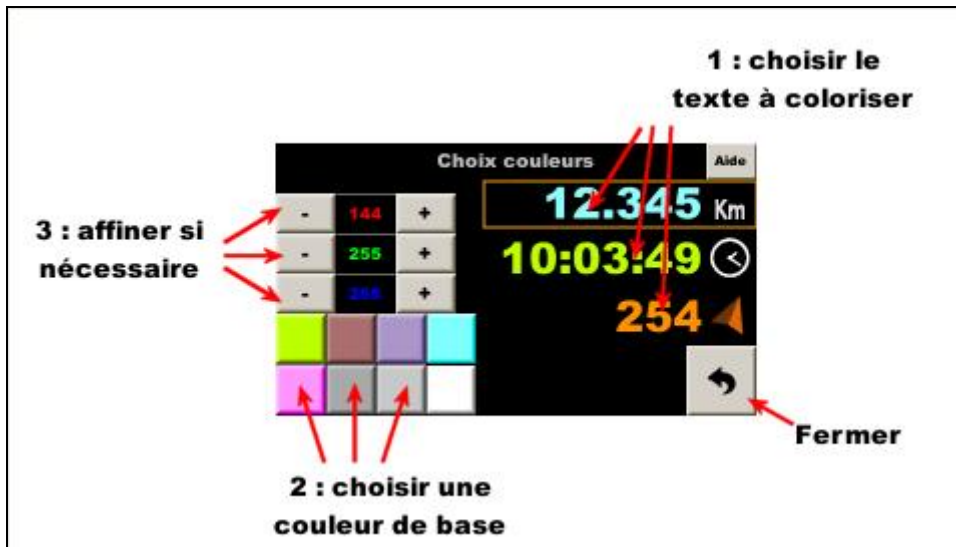 1 : choisir le
texte à coloriser
Choix couleurs
Aide
12.345 Km
3 : affiner si
nécessaire
- 144 +
- 255 +
10:03:49
- +
254
Fermer
2 : choisir une
couleur de base